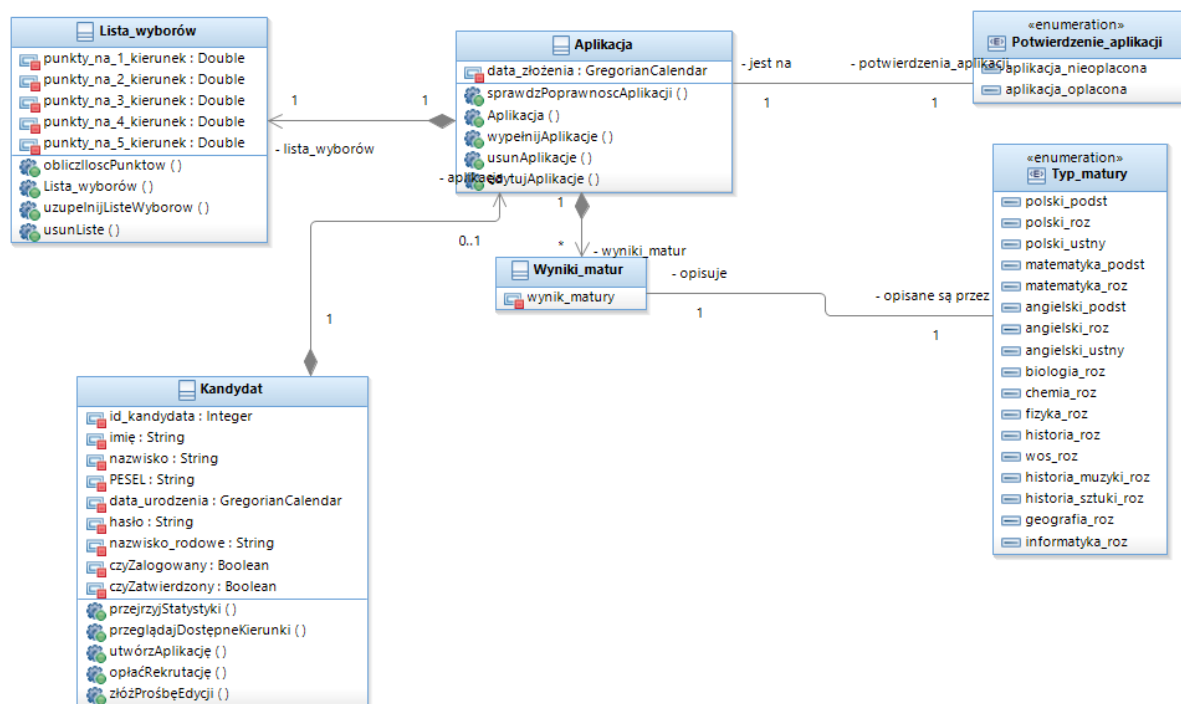 Lista_wyborów
punkty_na_1_kierunek : Double
punkty_na_2_kierunek : Double
punkty_na_3_kierunek : Double
punkty_na_4_kierunek : Double
punkty_na_5_kierunek : Double
obliczIloscPunktow ( )
Lista_wyborów ( )
uzupelnijListeWyborow ( )
usunListe ( )
1
1
- lista_wyborów
Aplikacja
data_złożenia : GregorianCalendar
sprawdzPoprawnoscAplikacji ( )
Aplikacja ( )
wypełnijAplikacje ( )
usunAplikacje ( )
edytujAplikacje ( )
- aplikacja
- jest na
- potwierdzenia_aplikacji
1
1
«enumeration»
Potwierdzenie_aplikacji
aplikacja_nieoplacona
aplikacja_oplacona
0..1
1
1
*
- wyniki_matur
Wyniki_matur
wynik_matury
- opisuje
1
- opisane są przez
1
«enumeration»
Typ_matury
polski_podst
polski_roz
polski_ustny
matematyka_podst
matematyka_roz
angielski_podst
angielski_roz
angielski_ustny
biologia_roz
chemia_roz
fizyka_roz
historia_roz
wos_roz
historia_muzyki_roz
historia_sztuki_roz
geografia_roz
informatyka_roz
Kandydat
id_kandydata : Integer
imię : String
nazwisko : String
PESEL : String
data_urodzenia : GregorianCalendar
hasło : String
nazwisko_rodowe : String
czyZalogowany : Boolean
czyZatwierdzony : Boolean
przejrzyjStatystyki ( )
przeglądajDostępneKierunki ( )
utwórzAplikację ( )
opłaćRekrutację ( )
złóżProśbęEdycji ( )